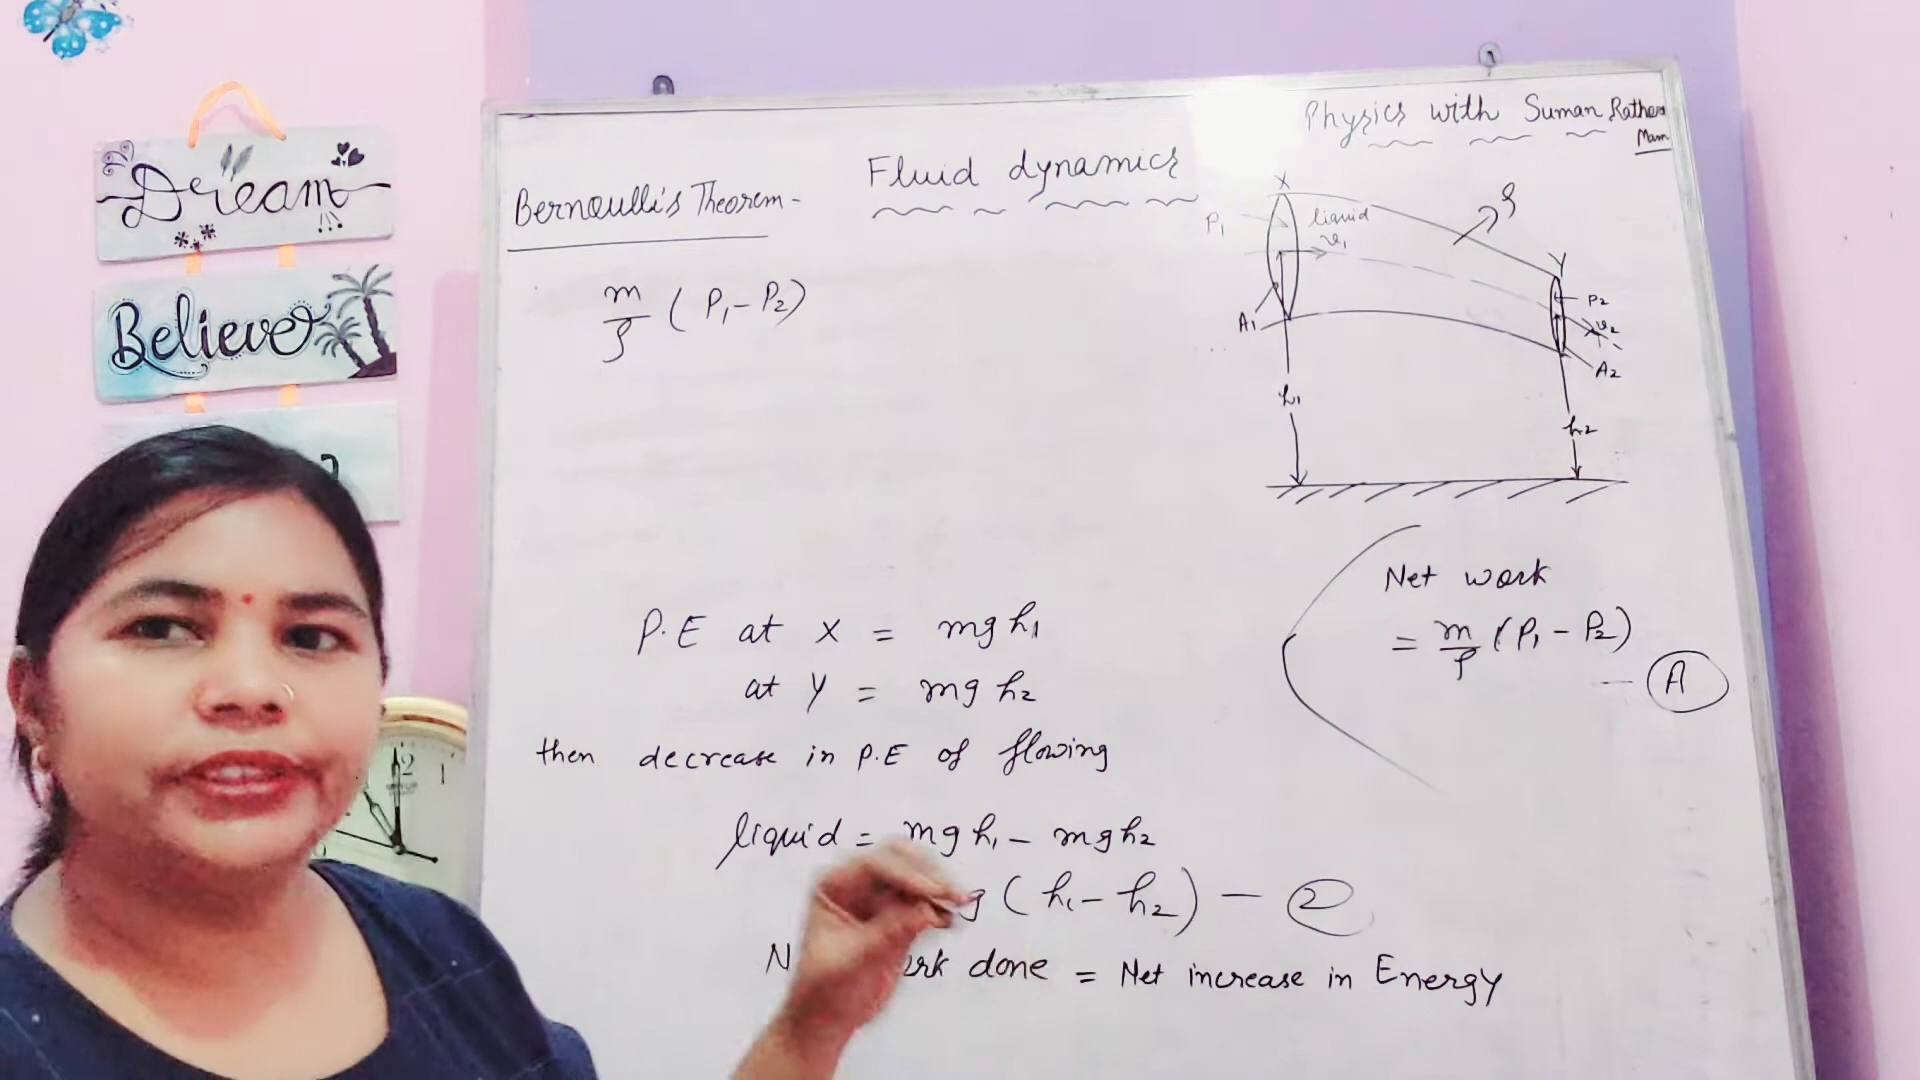 Dream
Believe
12
1
Physics with Suman Rathore
Mam
Fluid dynamics
Bernoulli's Theorem -
m/ρ ( P₁ - P₂ )
X
ρ
P₁
liquid
v₁
Y
P₂
v₂
A₁
A₂
h₁
h₂
Net work
= m/ρ ( P₁ - P₂ )
— A
P.E at X = mgh₁
at Y = mgh₂
then decrease in P.E of flowing
liquid = mgh₁ - mgh₂
g ( h₁ - h₂ ) — 2
done = Net increase in Energy